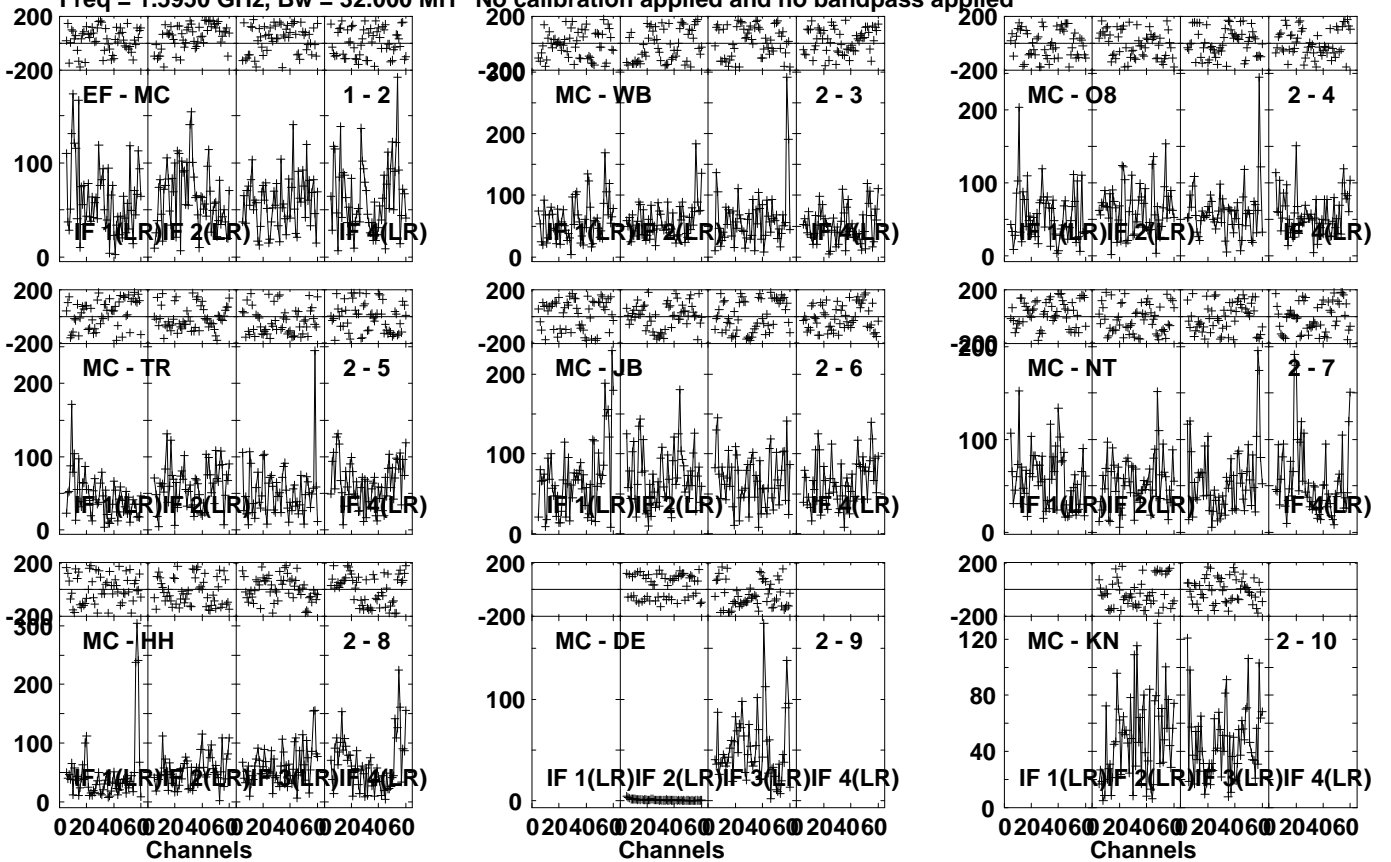 Freq = 1.5950 GHz, Bw = 32.000 MH No calibration applied and no bandpass applied
200
-200
EF - MC 1 - 2
100
0
IF 1(LR) IF 2(LR) IF 4(LR)
200
-200
300
MC - WB 2 - 3
200
100
0
IF 1(LR) IF 2(LR) IF 4(LR)
200
-200
MC - O8 2 - 4
200
100
0
IF 1(LR) IF 2(LR) IF 4(LR)
200
-200
MC - TR 2 - 5
200
100
0
IF 1(LR) IF 2(LR) IF 4(LR)
200
-200
MC - JB 2 - 6
200
100
0
IF 1(LR) IF 2(LR) IF 4(LR)
200
-200
200
MC - NT 2 - 7
100
0
IF 1(LR) IF 2(LR) IF 4(LR)
200
-200
300
MC - HH 2 - 8
200
100
0
IF 1(LR) IF 2(LR) IF 3(LR) IF 4(LR)
0 20 40 60 0 20 40 60 0 20 40 60 0 20 40 60
Channels
200
-200
MC - DE 2 - 9
100
0
IF 1(LR) IF 2(LR) IF 3(LR) IF 4(LR)
0 20 40 60 0 20 40 60 0 20 40 60 0 20 40 60
Channels
200
-200
MC - KN 2 - 10
120
80
40
0
IF 1(LR) IF 2(LR) IF 3(LR) IF 4(LR)
0 20 40 60 0 20 40 60 0 20 40 60 0 20 40 60
Channels